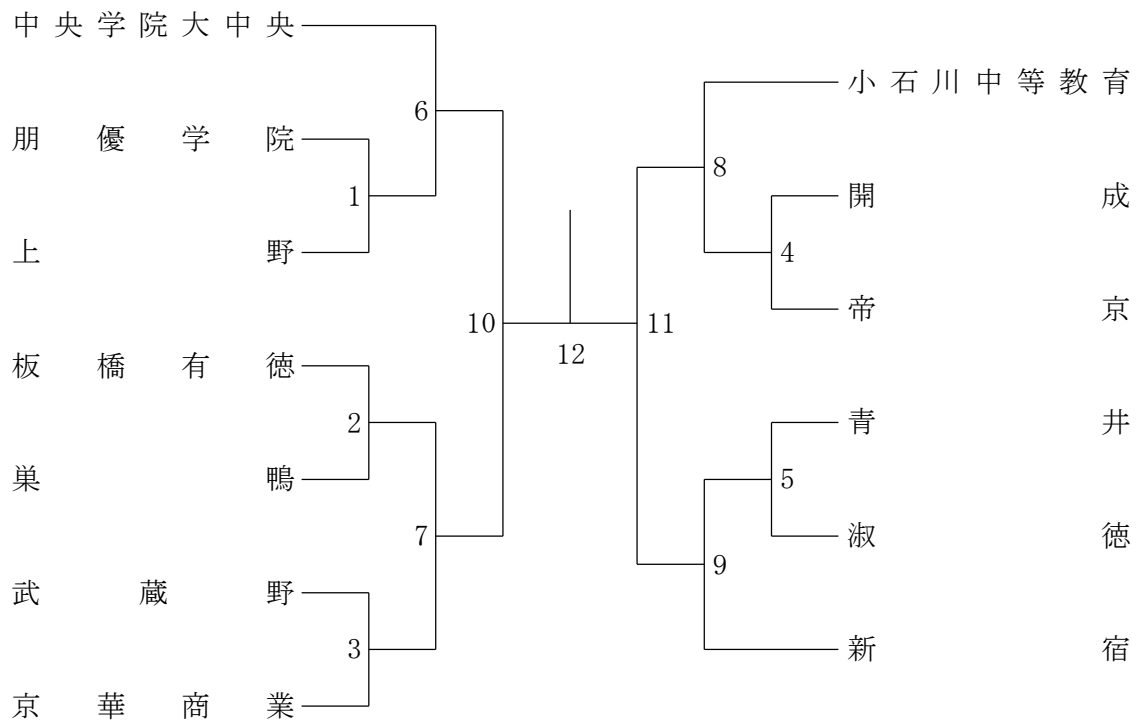 中央学院大中央
朋優学院
上野
板橋有徳
巣鴨
武蔵野
京華商業
1
2
3
6
7
10
12
11
8
9
4
5
小石川中等教育
開成
帝京
青井
淑徳
新宿